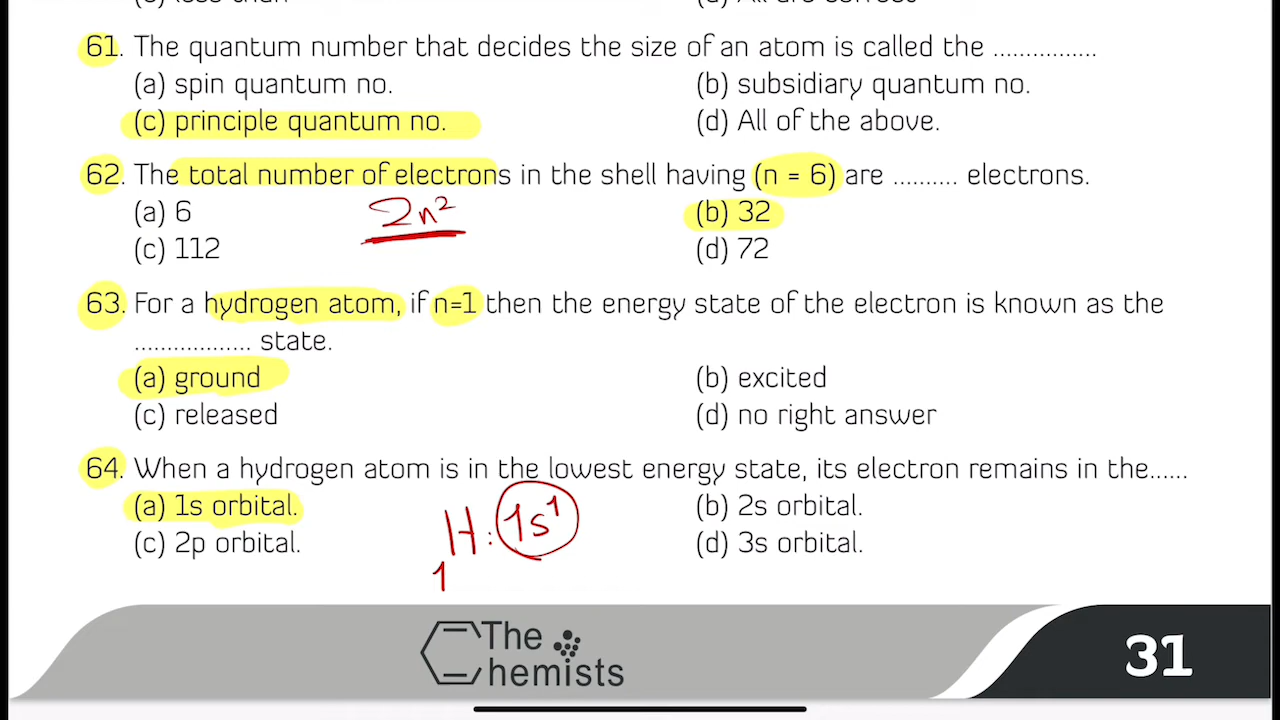 61. The quantum number that decides the size of an atom is called the ................
(a) spin quantum no. (b) subsidiary quantum no.
(c) principle quantum no. (d) All of the above.
62. The total number of electrons in the shell having (n = 6) are .......... electrons.
(a) 6 (b) 32
2n²
(c) 112 (d) 72
63. For a hydrogen atom, if n=1 then the energy state of the electron is known as the
.................. state.
(a) ground (b) excited
(c) released (d) no right answer
64. When a hydrogen atom is in the lowest energy state, its electron remains in the......
(a) 1s orbital. (b) 2s orbital.
(c) 2p orbital. (d) 3s orbital.
₁H: 1s¹
The
Chemists
31